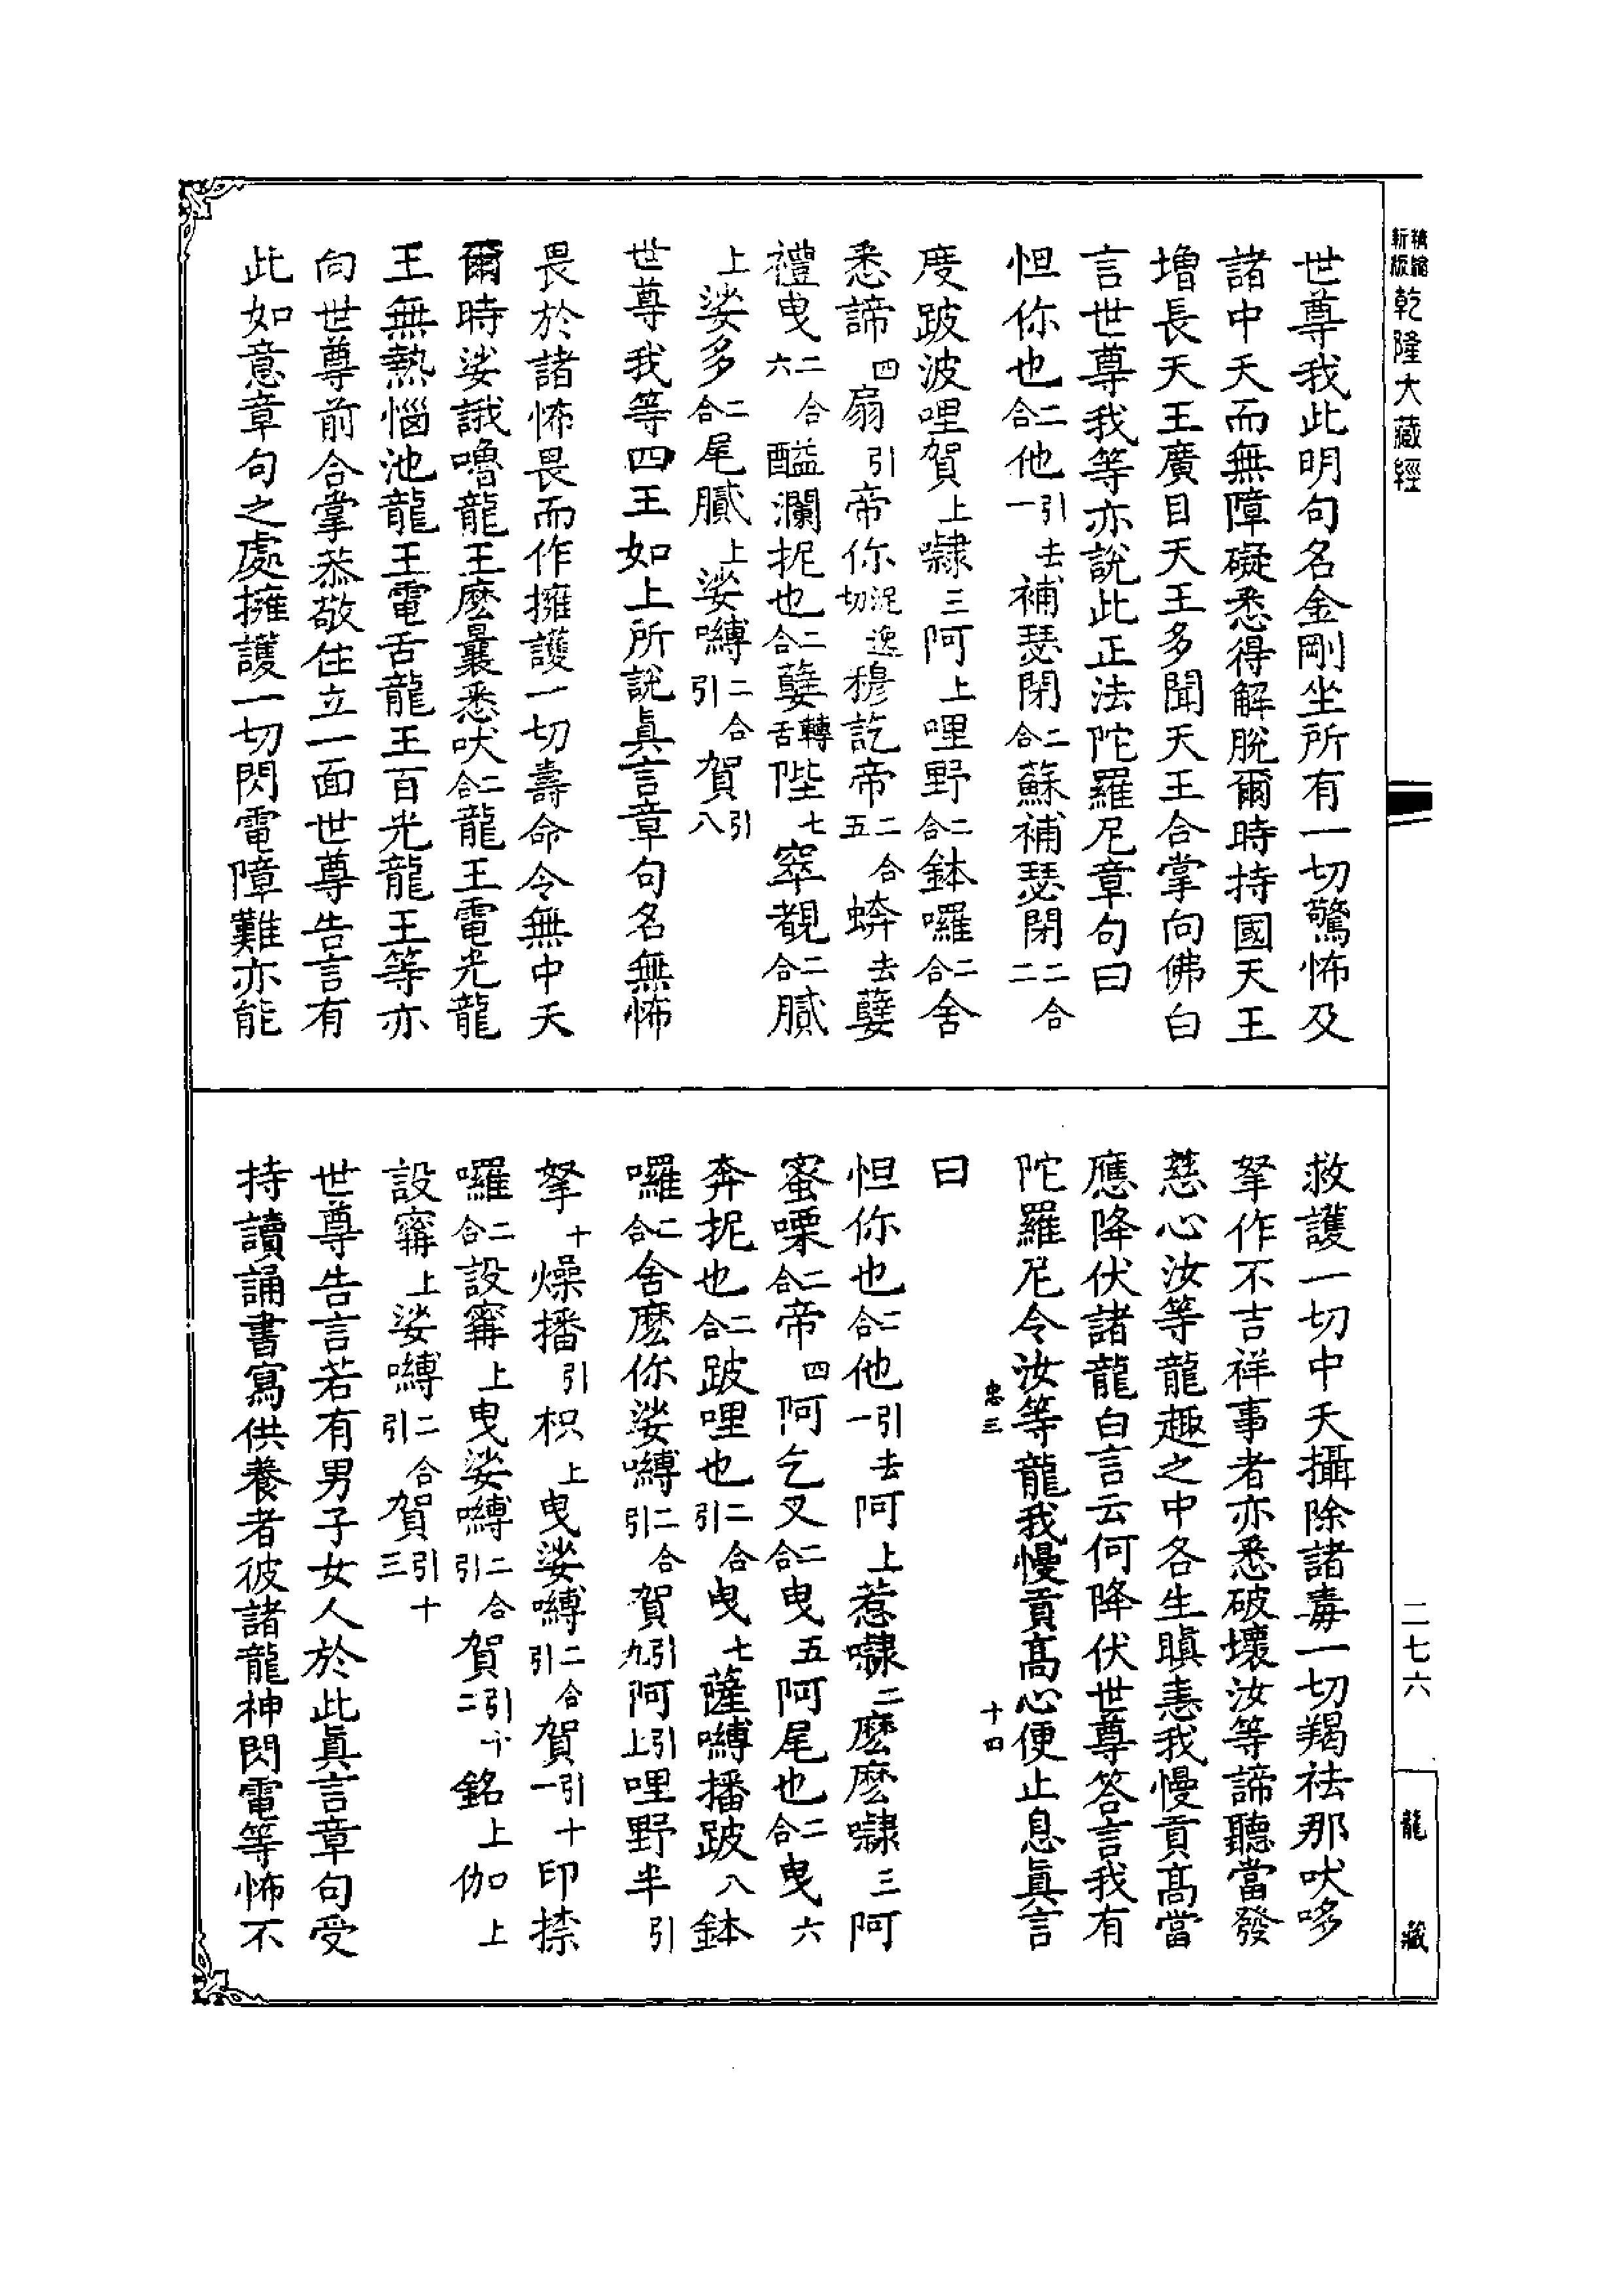 新版 精縮 乾隆大藏經
世尊我此明句名金剛坐所有一切驚怖及
諸中夭而無障礙悉得解脫爾時持國天王
增長天王廣目天王多聞天王合掌向佛白
言世尊我等亦說此正法陀羅尼章句曰
怛你也二合他引去一補瑟閉二合蘇補瑟閉二合二
度跛波哩賀上㘑三阿上哩野二合鉢囉二合舍
悉諦四扇引帝你泥逸切穆訖帝二合五蛴去孽
禮曳二合六醯瀾抳也二合孽轉舌陛七窣覩二合膩
上娑多二合尾膩上娑嚩二合引賀引八
世尊我等四王如上所說眞言章句名無怖
畏於諸怖畏而作擁護一切壽命令無中夭
爾時娑誐嚕龍王麽曩悉吠二合龍王電光龍
王無熱惱池龍王電舌龍王百光龍王等亦
向世尊前合掌恭敬住立一面世尊告言有
此如意章句之處擁護一切閃電障難亦能
救護一切中夭攝除諸毒一切羯祛那吠哆
拏作不吉祥事者亦悉破壞汝等諦聽當發
慈心汝等龍趣之中各生瞋恚我慢貢高當
應降伏諸龍白言云何降伏世尊答言我有
陀羅尼令汝等龍我慢貢高心便止息眞言
忠三 十四
曰
怛你也二合他引去一阿上惹㘑二麽麽㘑三阿
蜜㗚二合帝四阿乞叉二合曳五阿尾也二合曳六
奔抳也二合跛哩也二合引曳七薩嚩播跛八鉢
囉二合舍麽你娑嚩二合引賀引九阿引上哩野半引
拏十燥播引枳上曳娑嚩二合引賀引十一印捺
囉二合設寗上曳娑嚩二合引賀引十二銘上伽上
設寗上娑嚩二合引賀引十三
世尊告言若有男子女人於此眞言章句受
持讀誦書寫供養者彼諸龍神閃電等怖不
二七六
龍藏